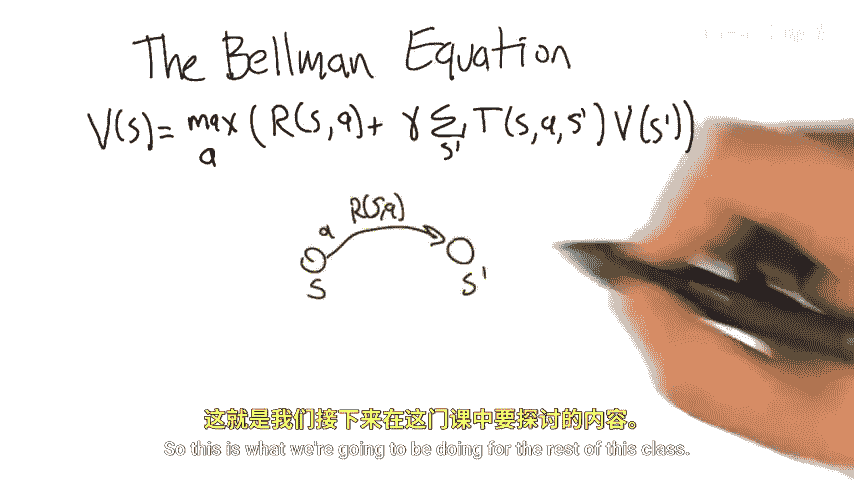 The Bellman Equation
V(s)= max a ( R(s,a)+ γ Σ s' T(s,a,s') V(s'))
R(s,a)
a
s
s'
这就是我们接下来在这门课中要探讨的内容。
So this is what we're going to be doing for the rest of this class.